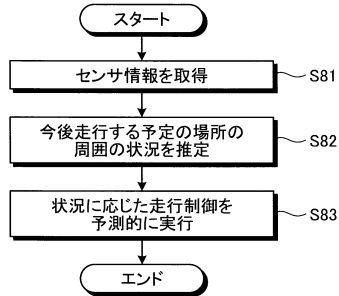 スタート
センサ情報を取得
S81
今後走行する予定の場所の
周囲の状況を推定
S82
状況に応じた走行制御を
予測的に実行
S83
エンド